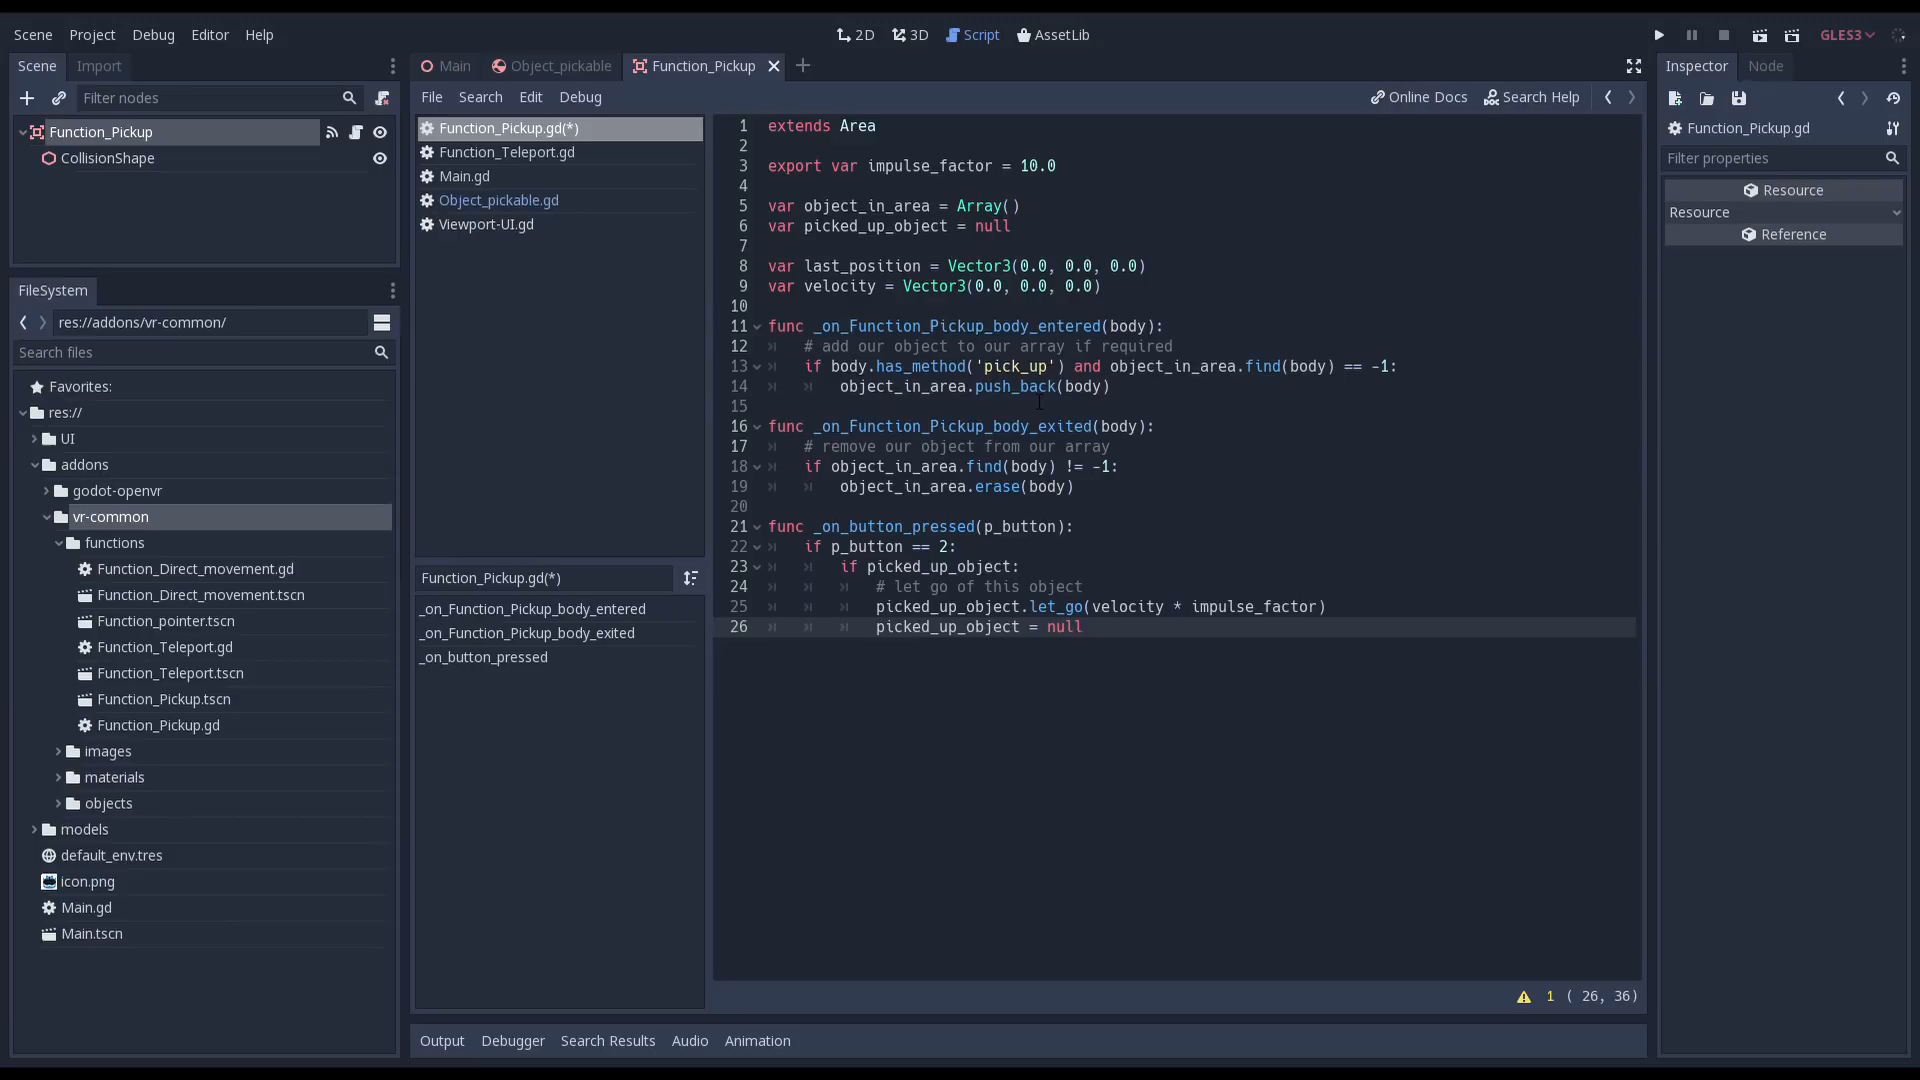 Scene Project Debug Editor Help
2D 3D Script AssetLib
GLES3
Scene Import
Filter nodes
Function_Pickup
CollisionShape
FileSystem
res://addons/vr-common/
Search files
Favorites:
res://
UI
addons
godot-openvr
vr-common
functions
Function_Direct_movement.gd
Function_Direct_movement.tscn
Function_pointer.tscn
Function_Teleport.gd
Function_Teleport.tscn
Function_Pickup.tscn
Function_Pickup.gd
images
materials
objects
models
default_env.tres
icon.png
Main.gd
Main.tscn
Main Object_pickable Function_Pickup
File Search Edit Debug
Online Docs Search Help
Function_Pickup.gd(*)
Function_Teleport.gd
Main.gd
Object_pickable.gd
Viewport-UI.gd
Function_Pickup.gd(*)
_on_Function_Pickup_body_entered
_on_Function_Pickup_body_exited
_on_button_pressed
1 extends Area
2
3 export var impulse_factor = 10.0
4
5 var object_in_area = Array()
6 var picked_up_object = null
7
8 var last_position = Vector3(0.0, 0.0, 0.0)
9 var velocity = Vector3(0.0, 0.0, 0.0)
10
11 func _on_Function_Pickup_body_entered(body):
12 # add our object to our array if required
13 if body.has_method('pick_up') and object_in_area.find(body) == -1:
14 object_in_area.push_back(body)
15
16 func _on_Function_Pickup_body_exited(body):
17 # remove our object from our array
18 if object_in_area.find(body) != -1:
19 object_in_area.erase(body)
20
21 func _on_button_pressed(p_button):
22 if p_button == 2:
23 if picked_up_object:
24 # let go of this object
25 picked_up_object.let_go(velocity * impulse_factor)
26 picked_up_object = null
1 ( 26, 36)
Output Debugger Search Results Audio Animation
Inspector Node
Function_Pickup.gd
Filter properties
Resource
Resource
Reference